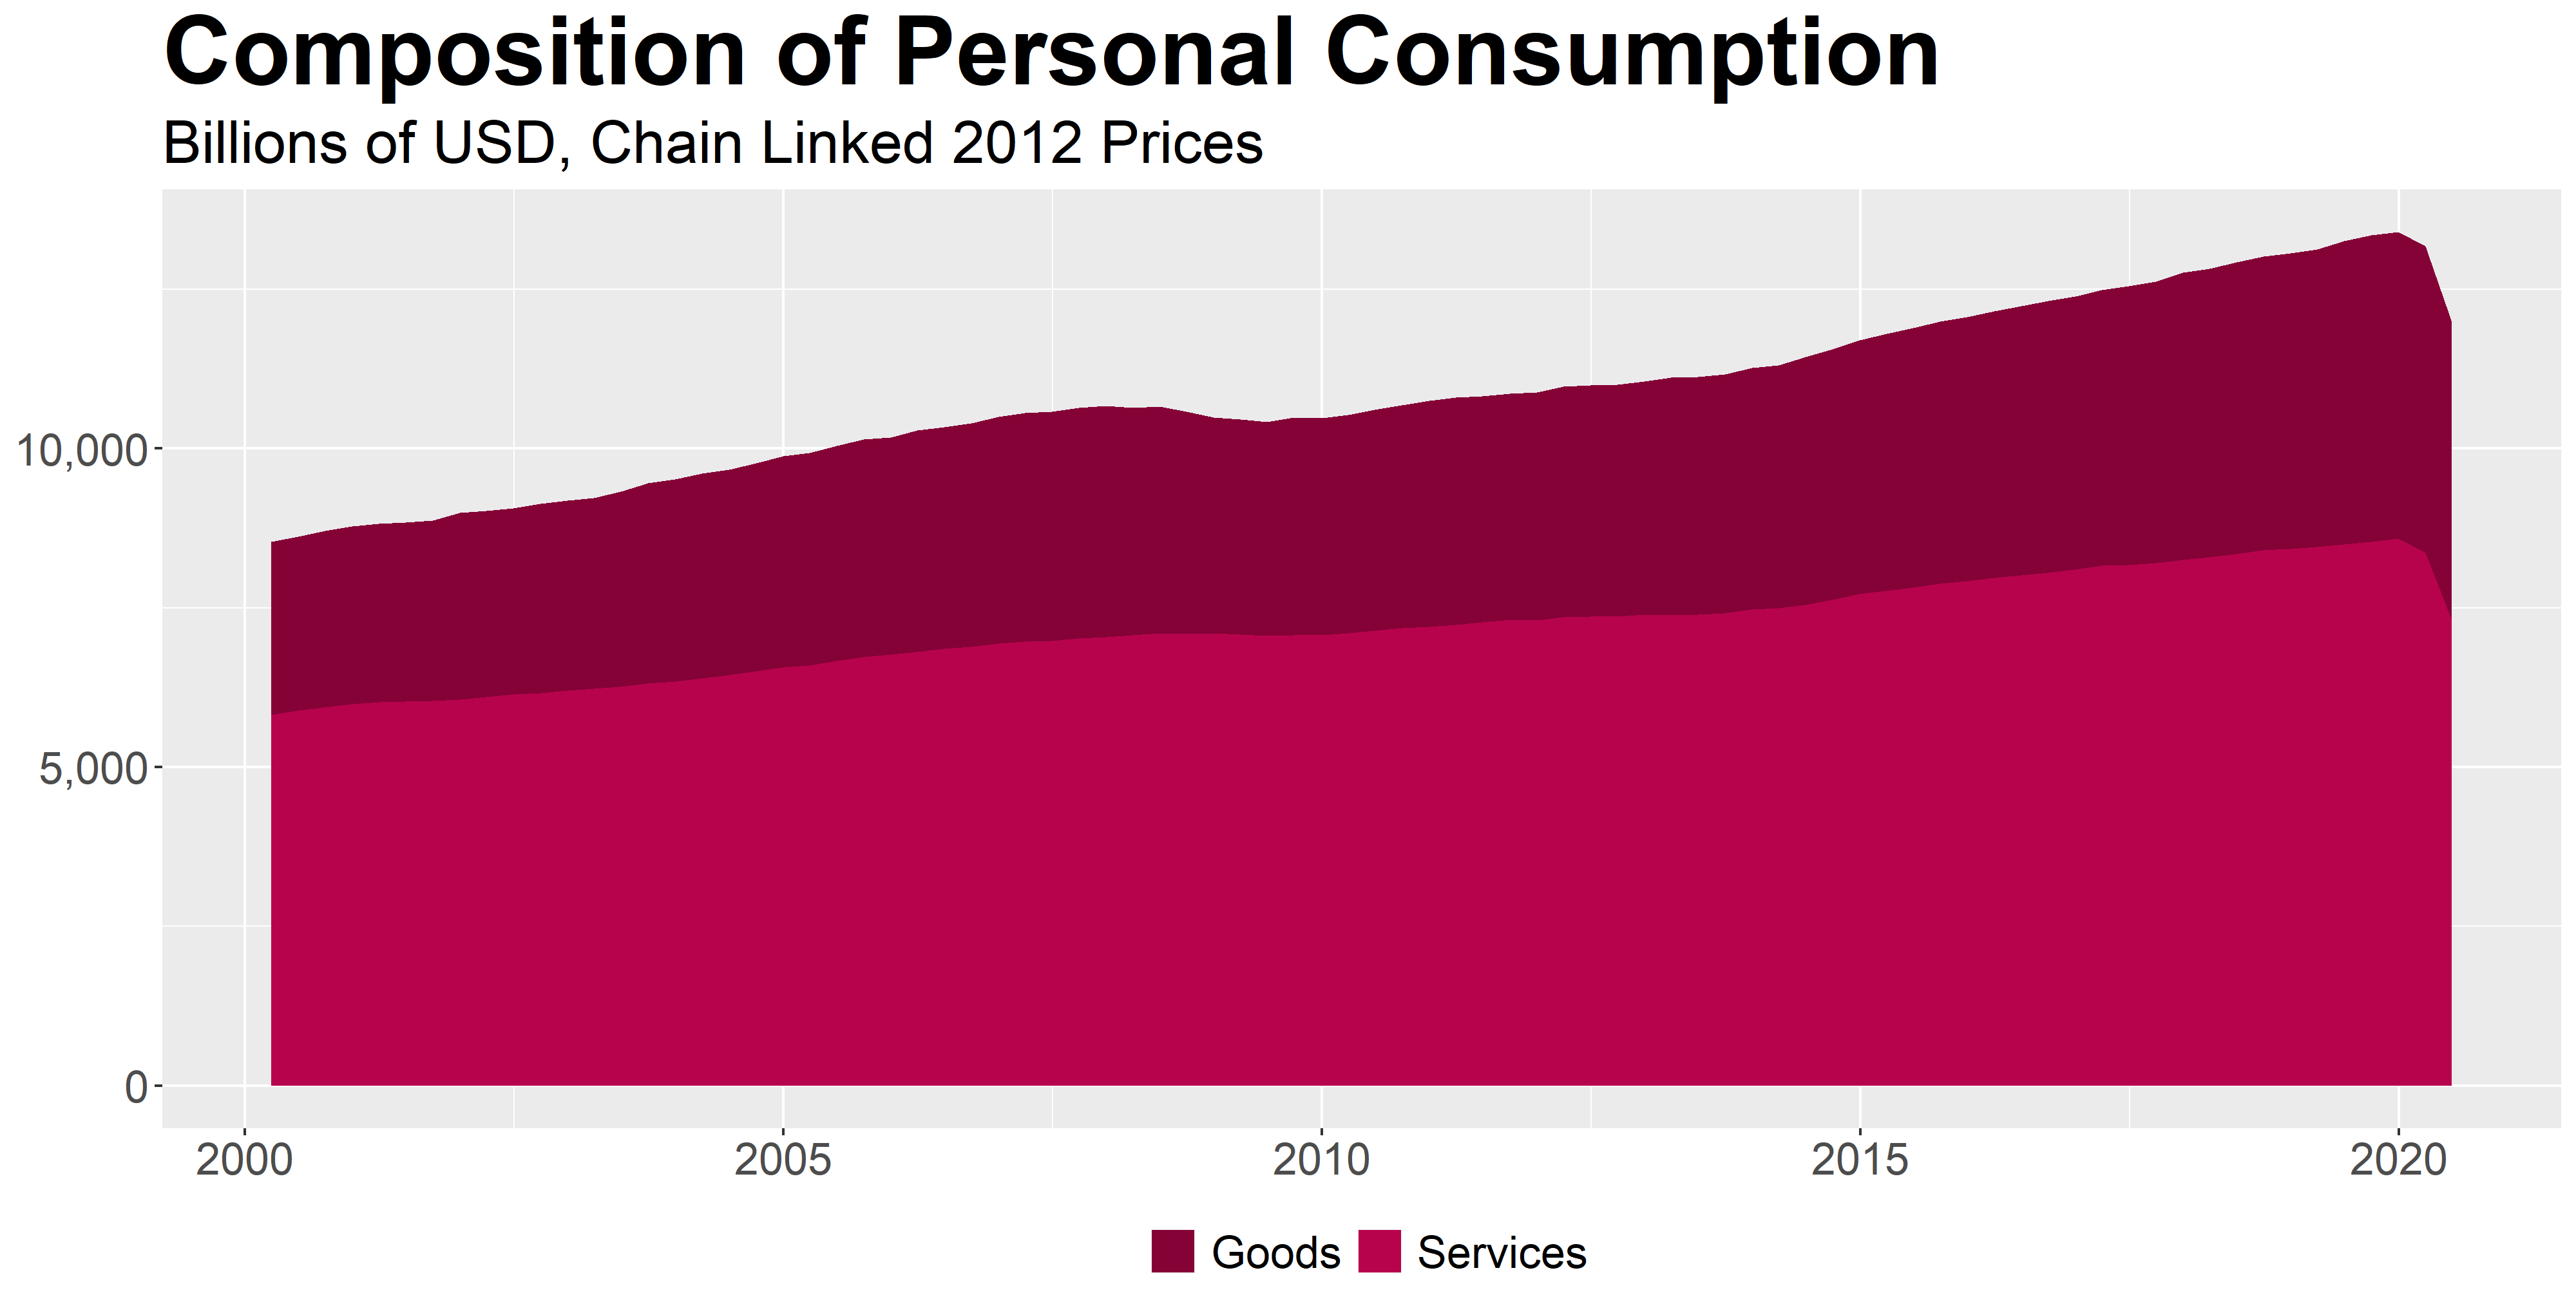 Composition of Personal Consumption
Billions of USD, Chain Linked 2012 Prices
10,000
5,000
0
2000 2005 2010 2015 2020
Goods Services